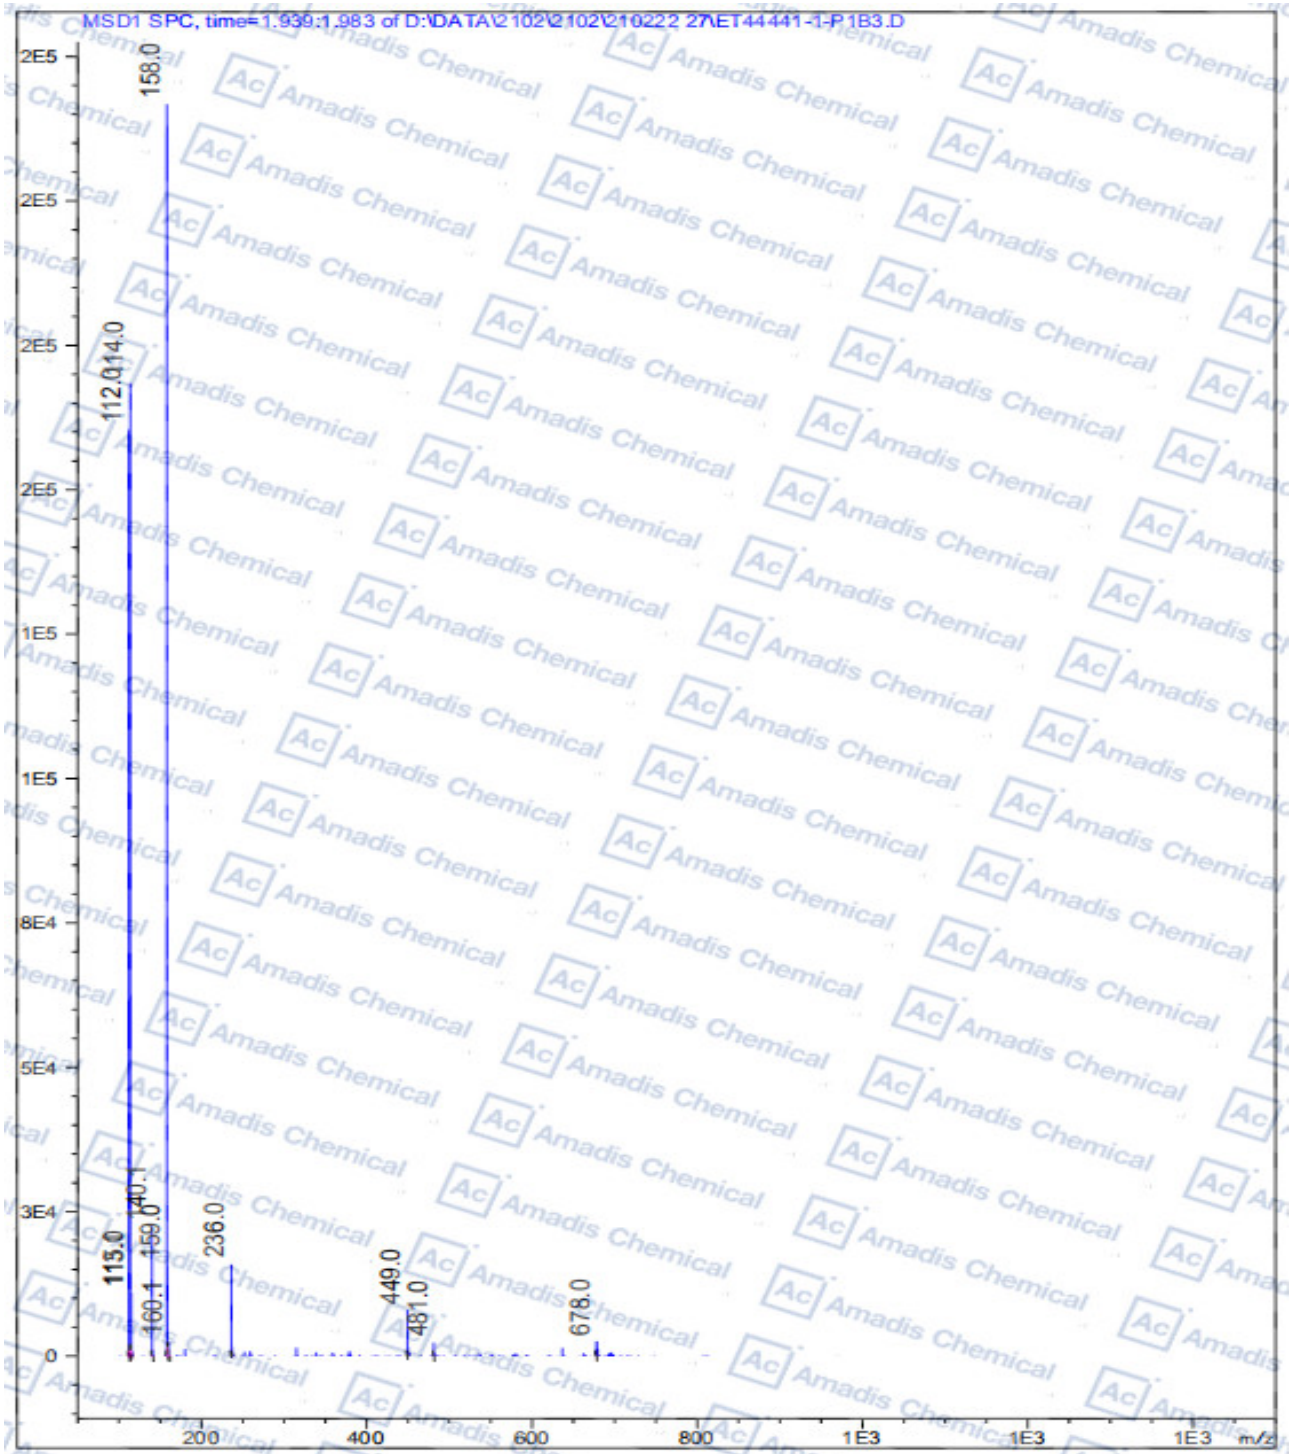 MSD1 SPC, time=1.939:1.983 of D:\DATA\2102\2102\210222 27\ET44441-1-P1B3.D
2E5
158.0
2E5
2E5
112.0 114.0
2E5
1E5
1E5
8E4
5E4
3E4
140.1
159.0
160.1
236.0
449.0
481.0
678.0
0
200 400 600 800 1E3 1E3 1E3 m/z
Ac Amadis Chemical